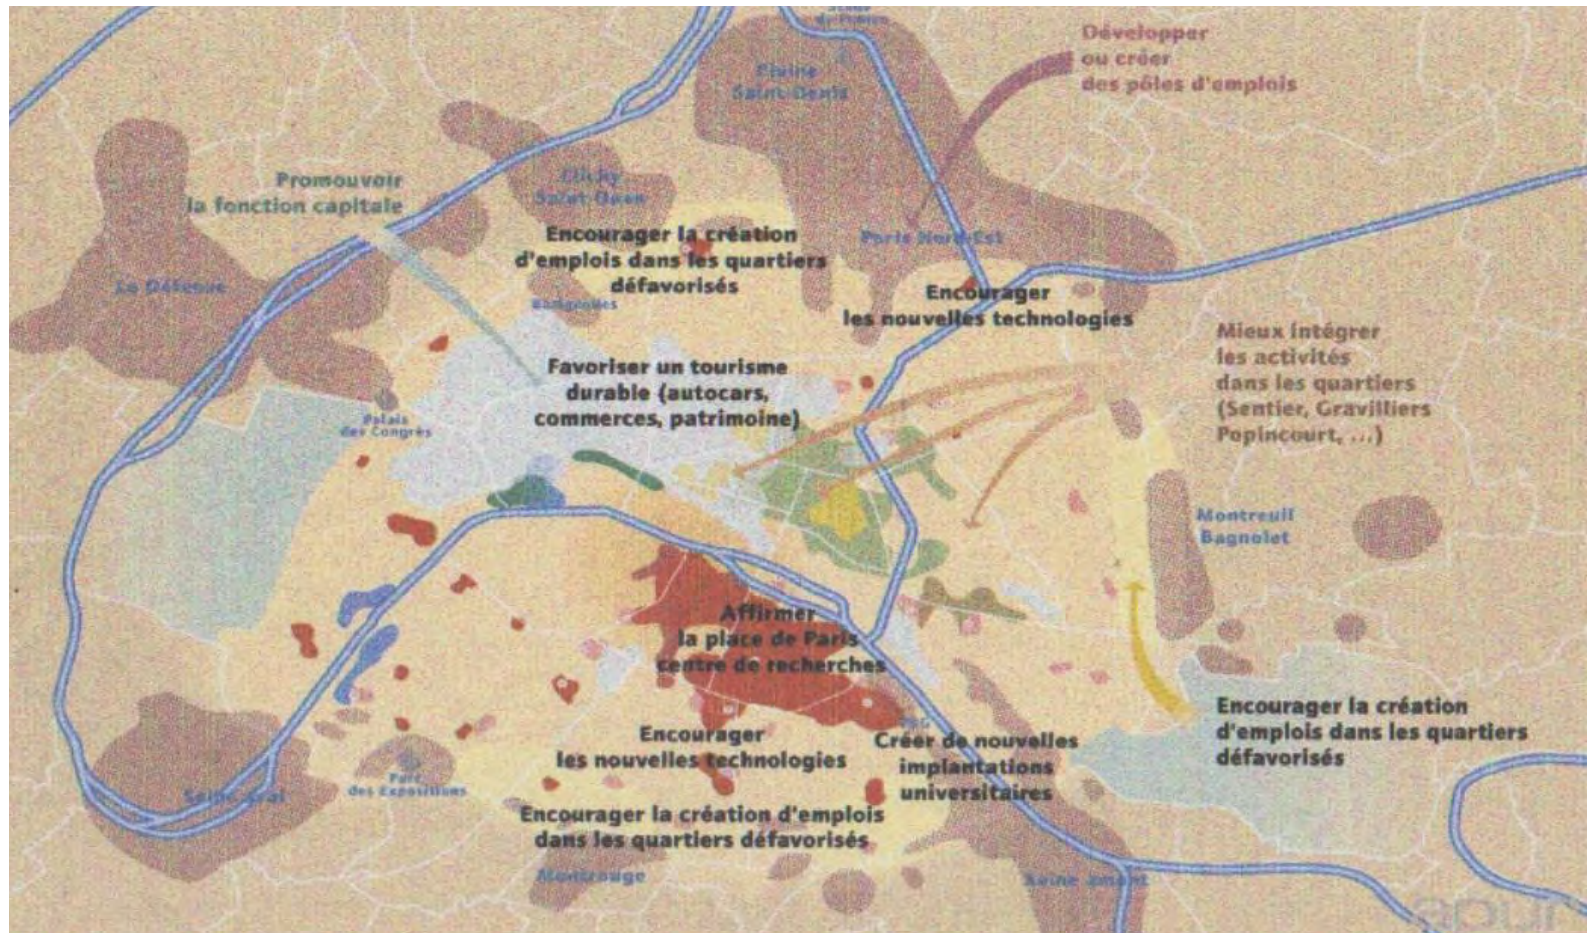 de France
Développer
ou créer
des pôles d'emplois
Plaine
Saint-Denis
Promouvoir
la fonction capitale
Clichy
Saint-Ouen
Encourager la création
d'emplois dans les quartiers
défavorisés
Paris Nord-Est
La Défense
Batignolles
Encourager
les nouvelles technologies
Mieux intégrer
les activités
dans les quartiers
(Sentier, Gravilliers
Popincourt, ...)
Favoriser un tourisme
durable (autocars,
commerces, patrimoine)
Palais
des Congrès
Montreuil
Bagnolet
Affirmer
la place de Paris
centre de recherches
Encourager la création
d'emplois dans les quartiers
défavorisés
Encourager
les nouvelles technologies
Créer de nouvelles
implantations
universitaires
Parc
des Expositions
Encourager la création d'emplois
dans les quartiers défavorisés
Montrouge
Seine amont
apur